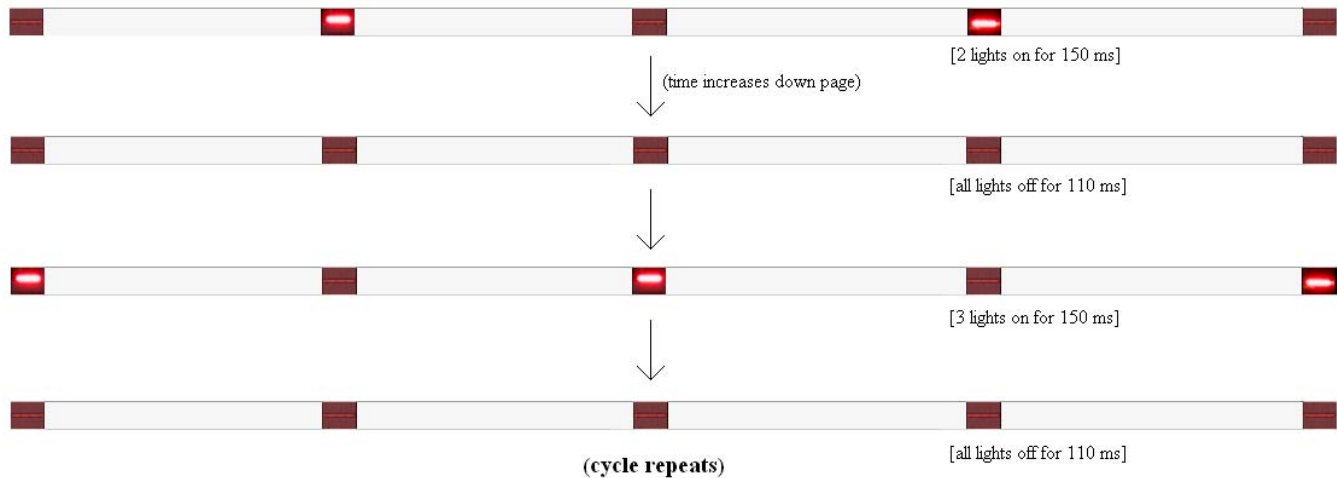 [2 lights on for 150 ms]
(time increases down page)
[all lights off for 110 ms]
[3 lights on for 150 ms]
[all lights off for 110 ms]
(cycle repeats)